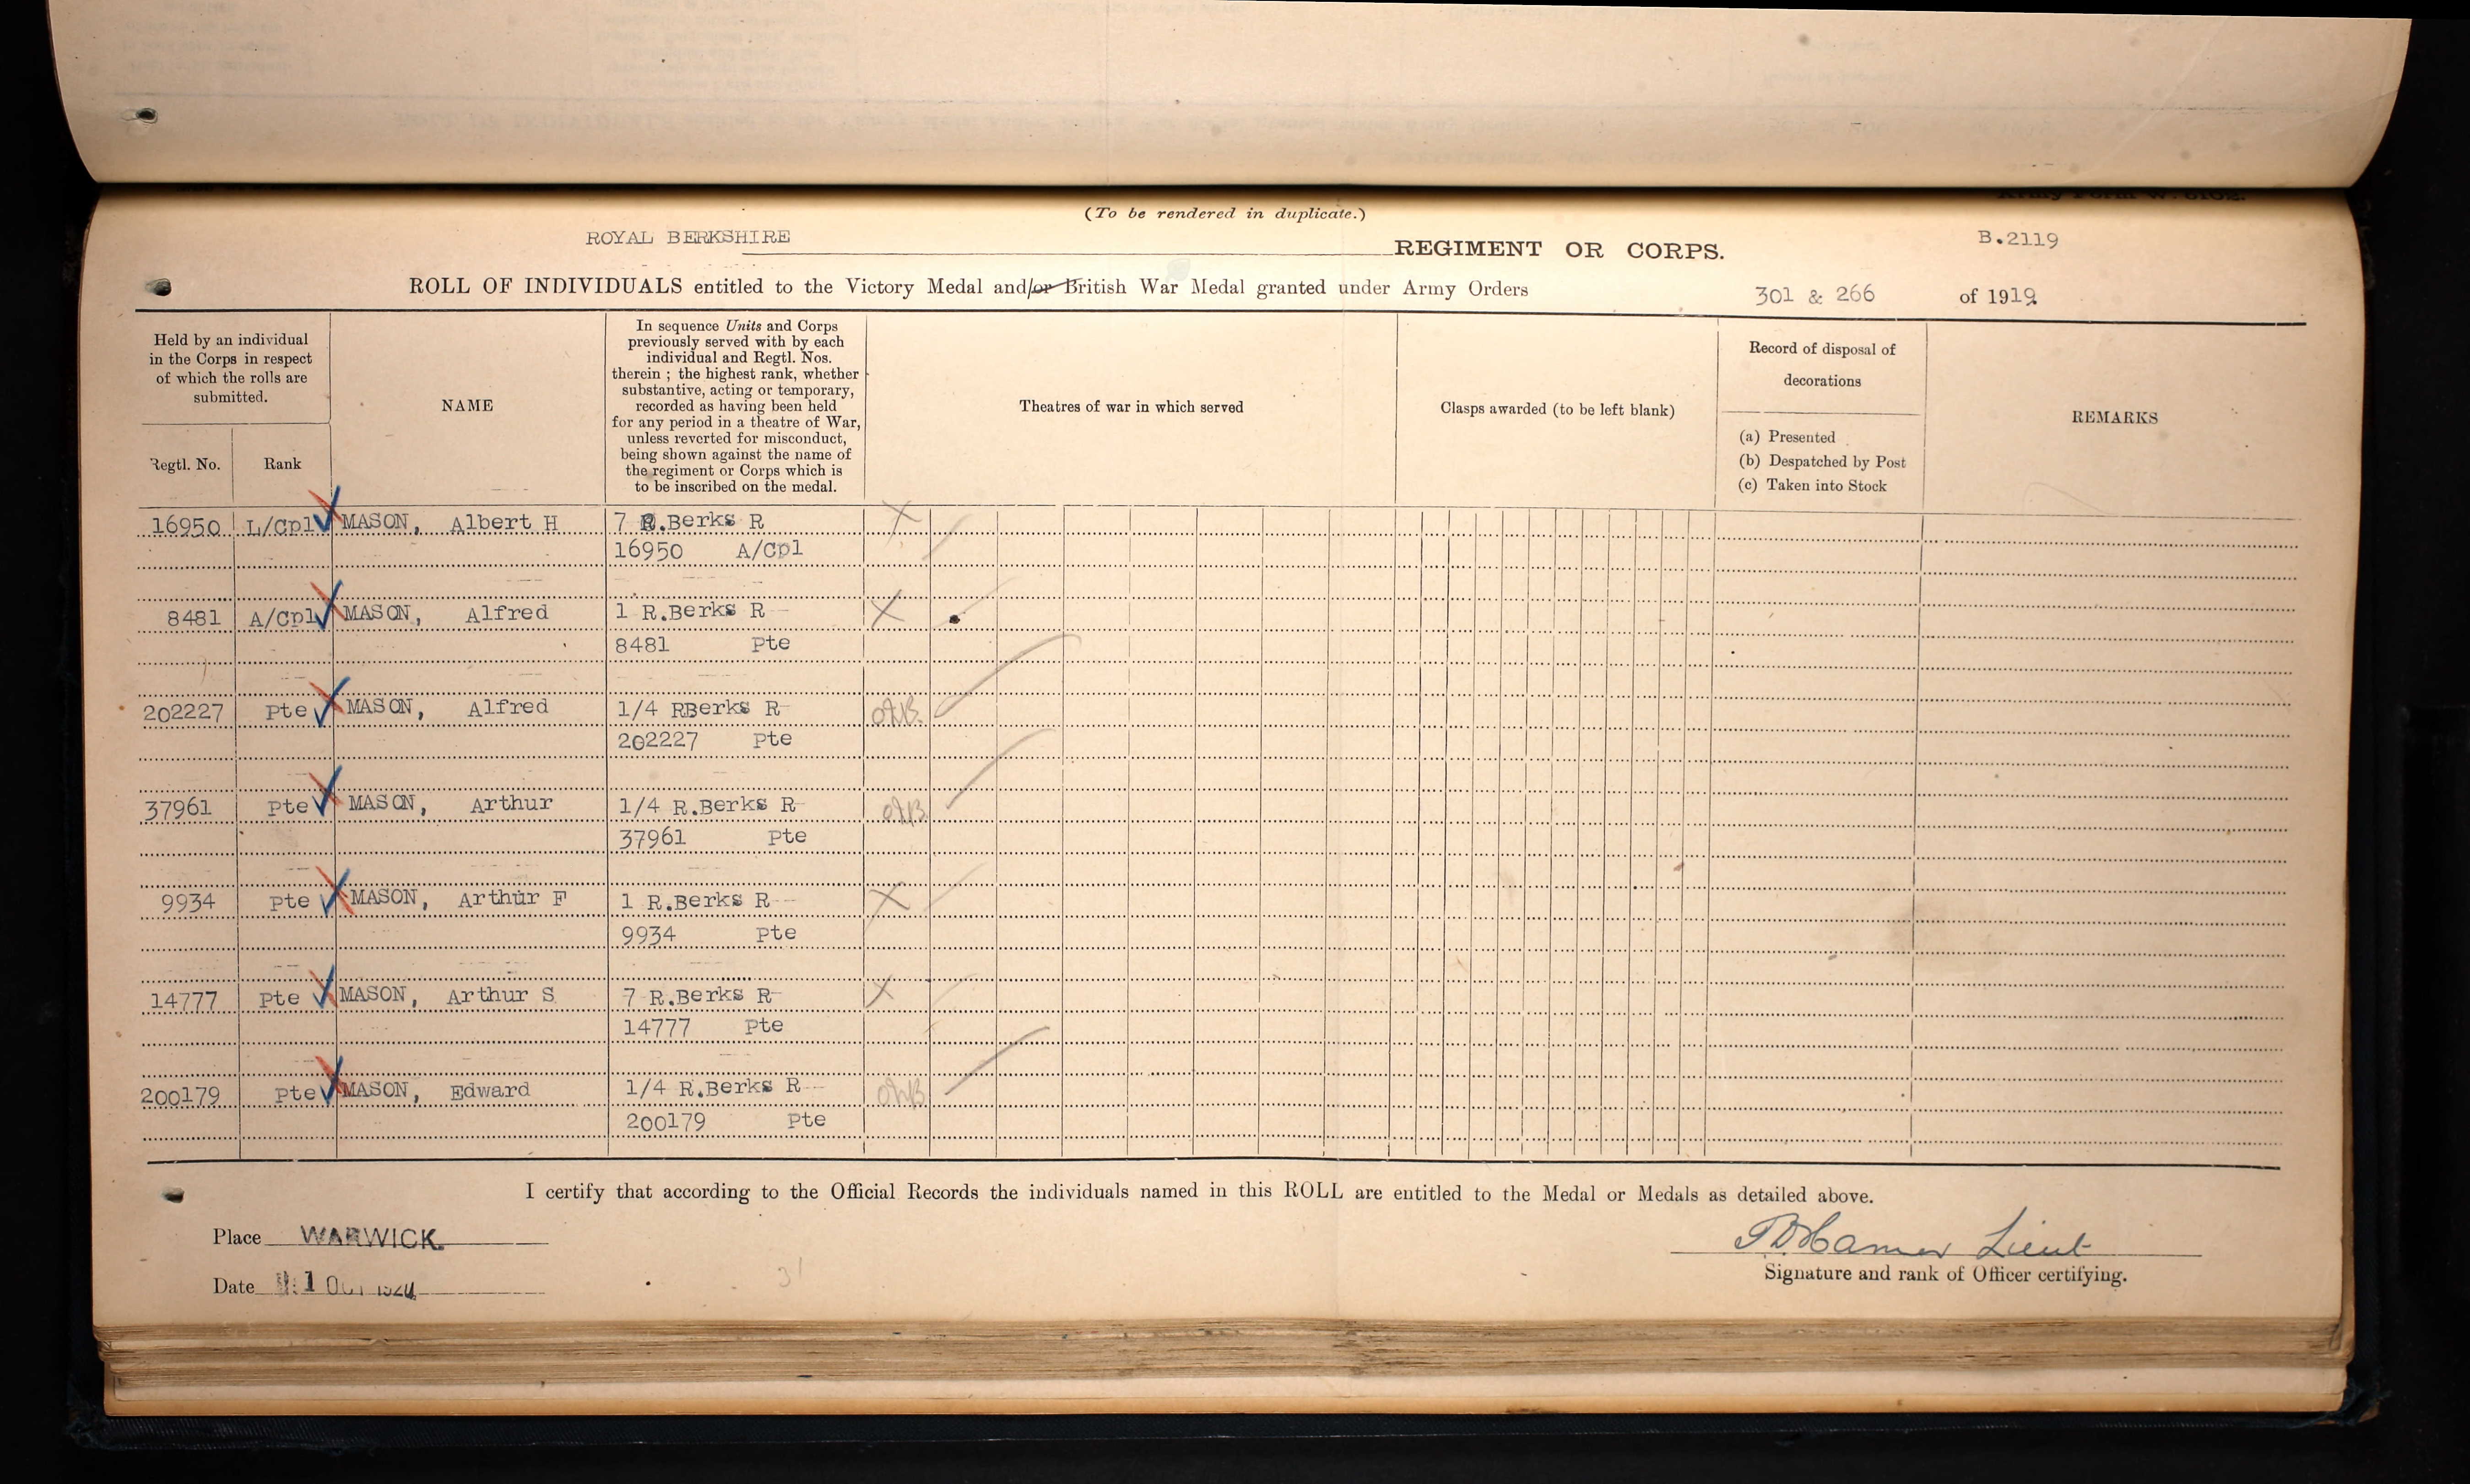 Army Form W. 5102.
(To be rendered in duplicate.)
ROYAL BERKSHIRE REGIMENT OR CORPS. B.2119
ROLL OF INDIVIDUALS entitled to the Victory Medal and/or British War Medal granted under Army Orders 301 & 266 of 1919.
Held by an individual
in the Corps in respect
of which the rolls are
submitted.
Regtl. No. Rank
NAME
In sequence Units and Corps
previously served with by each
individual and Regtl. Nos.
therein ; the highest rank, whether
substantive, acting or temporary,
recorded as having been held
for any period in a theatre of War,
unless reverted for misconduct,
being shown against the name of
the regiment or Corps which is
to be inscribed on the medal.
Theatres of war in which served
Clasps awarded (to be left blank)
Record of disposal of
decorations
(a) Presented
(b) Despatched by Post
(c) Taken into Stock
REMARKS
16950 L/Cpl MASON, Albert H 7 R.Berks R
16950 A/Cpl
8481 A/Cpl MASON, Alfred 1 R.Berks R
8481 Pte
202227 Pte MASON, Alfred 1/4 RBerks R
202227 Pte
37961 Pte MASON, Arthur 1/4 R.Berks R
37961 Pte
9934 Pte MASON, Arthur F 1 R.Berks R
9934 Pte
14777 Pte MASON, Arthur S 7 R.Berks R
14777 Pte
200179 Pte MASON, Edward 1/4 R.Berks R
200179 Pte
I certify that according to the Official Records the individuals named in this ROLL are entitled to the Medal or Medals as detailed above.
Place WARWICK.
Date 1 OCT 1920
Lieut
Signature and rank of Officer certifying.
31